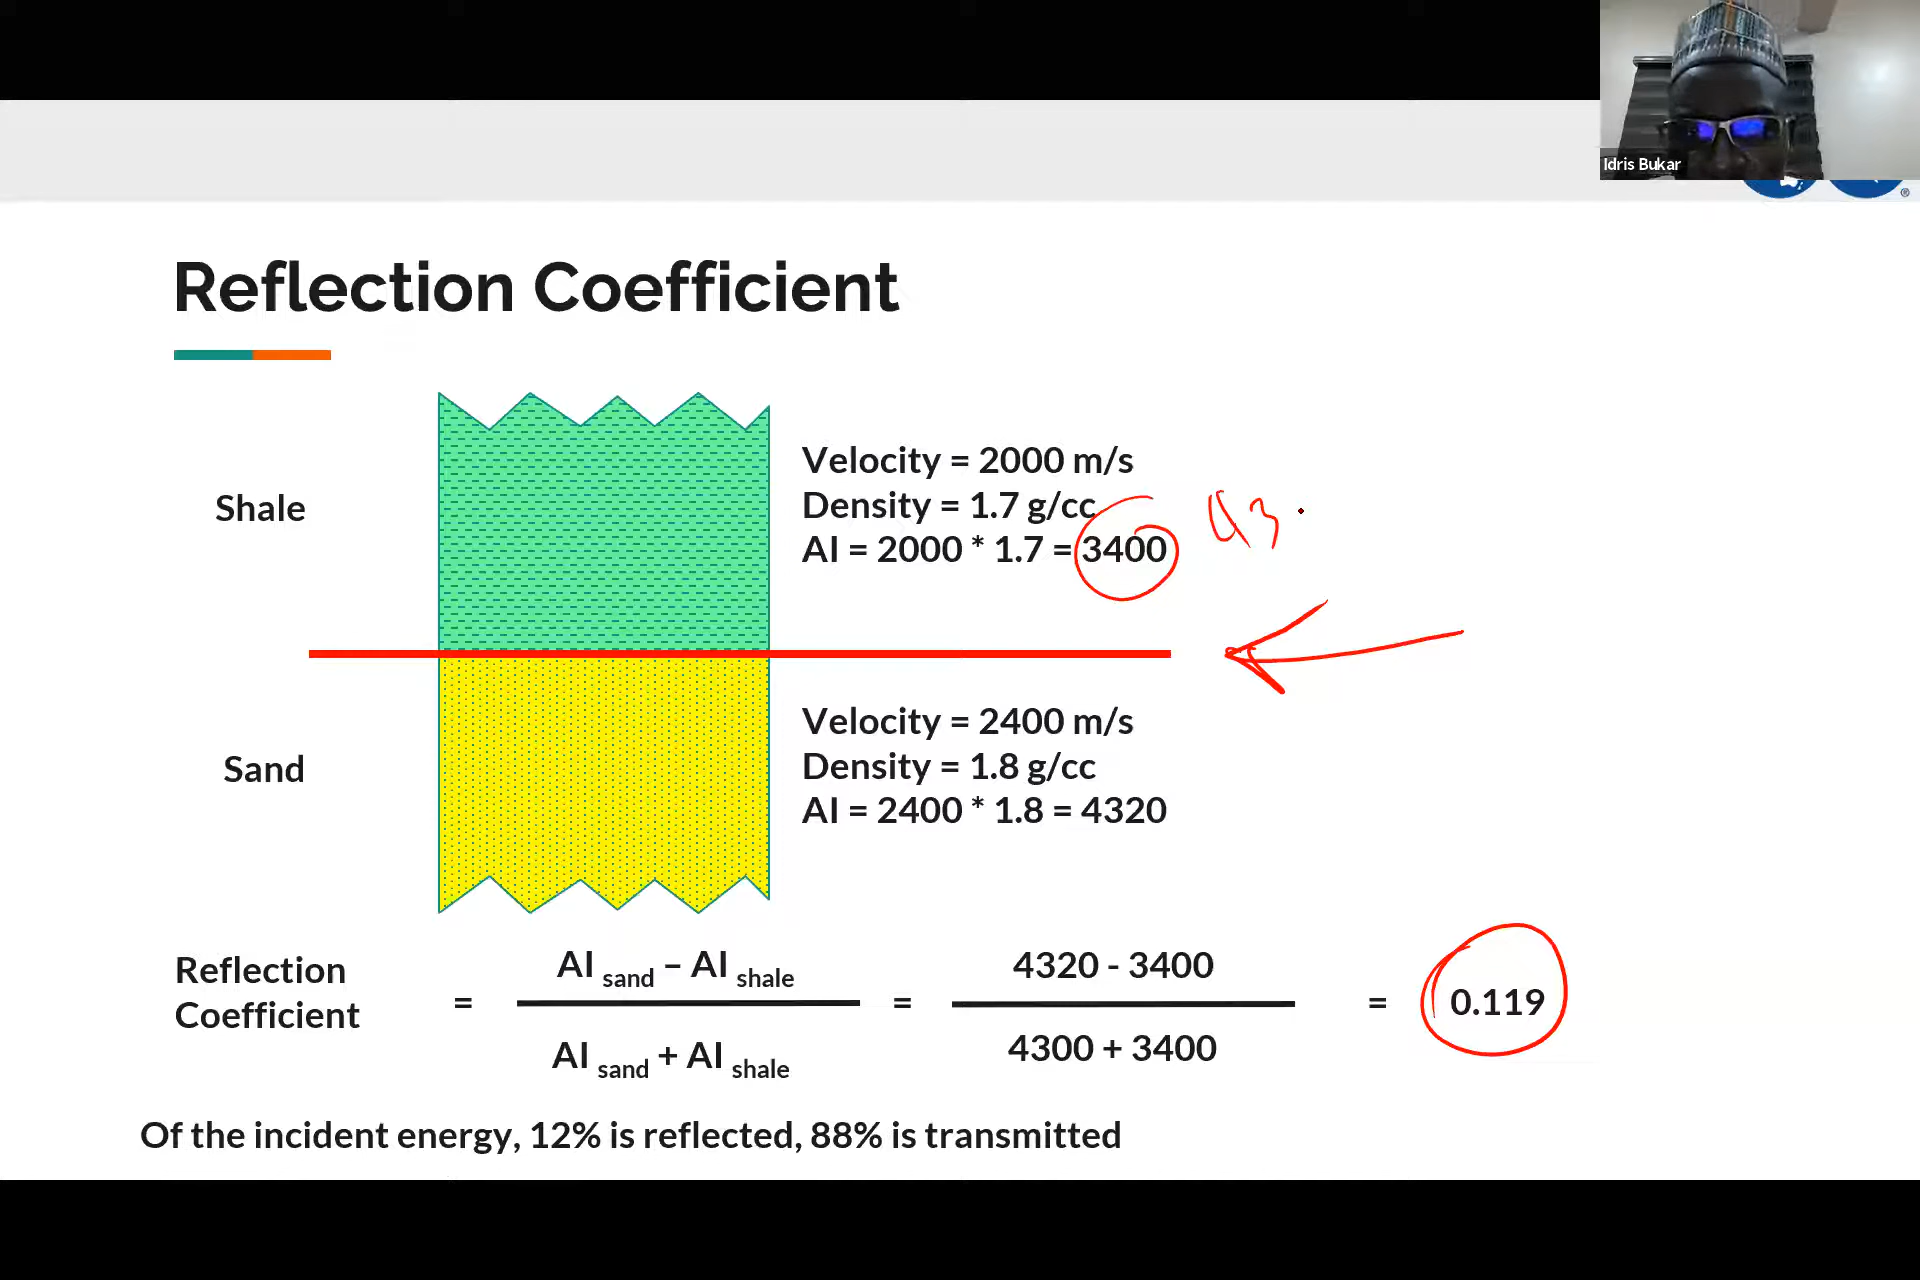 Idris Bukar
®
Reflection Coefficient
Shale
Velocity = 2000 m/s
Density = 1.7 g/cc
AI = 2000 * 1.7 = 3400
Sand
Velocity = 2400 m/s
Density = 1.8 g/cc
AI = 2400 * 1.8 = 4320
Reflection
Coefficient
=
AI sand – AI shale
AI sand + AI shale
=
4320 - 3400
4300 + 3400
=
0.119
Of the incident energy, 12% is reflected, 88% is transmitted